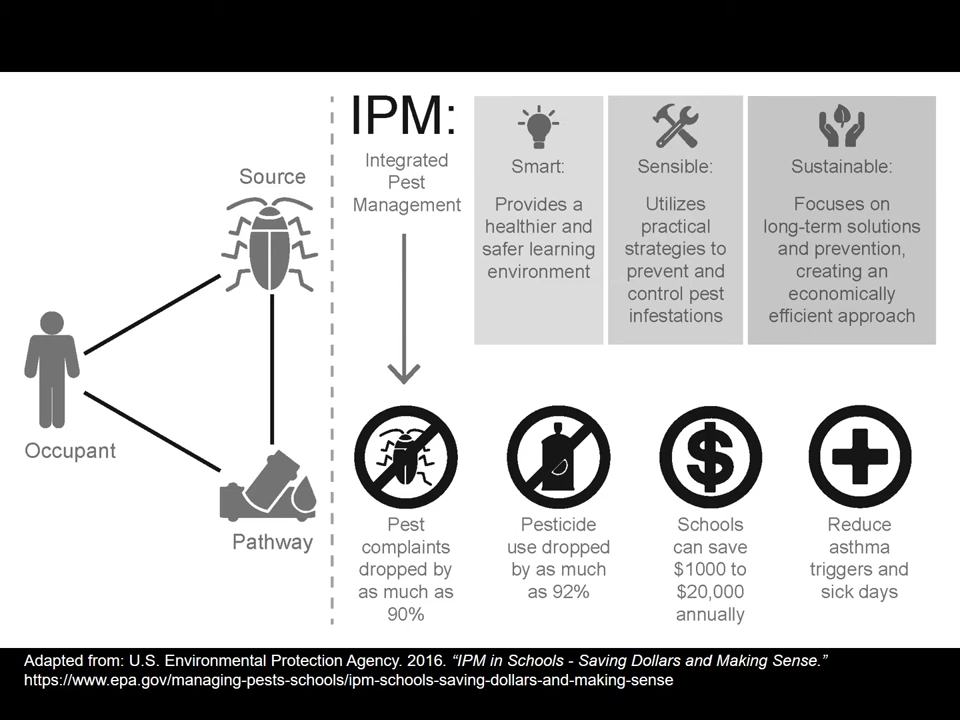 Source
Occupant
Pathway
IPM:
Integrated
Pest
Management
Smart:
Provides a
healthier and
safer learning
environment
Sensible:
Utilizes
practical
strategies to
prevent and
control pest
infestations
Sustainable:
Focuses on
long-term solutions
and prevention,
creating an
economically
efficient approach
Pest
complaints
dropped by
as much as
90%
Pesticide
use dropped
by as much
as 92%
$
Schools
can save
$1000 to
$20,000
annually
Reduce
asthma
triggers and
sick days
Adapted from: U.S. Environmental Protection Agency. 2016. “IPM in Schools - Saving Dollars and Making Sense.”
https://www.epa.gov/managing-pests-schools/ipm-schools-saving-dollars-and-making-sense